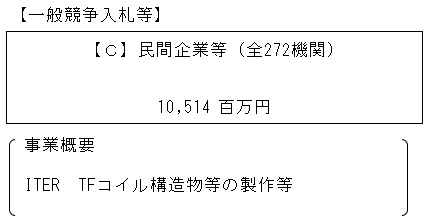 【一般競争入札等】
【Ｃ】民間企業等（全272機関）
10,514 百万円
事業概要
ITER　TFコイル構造物等の製作等